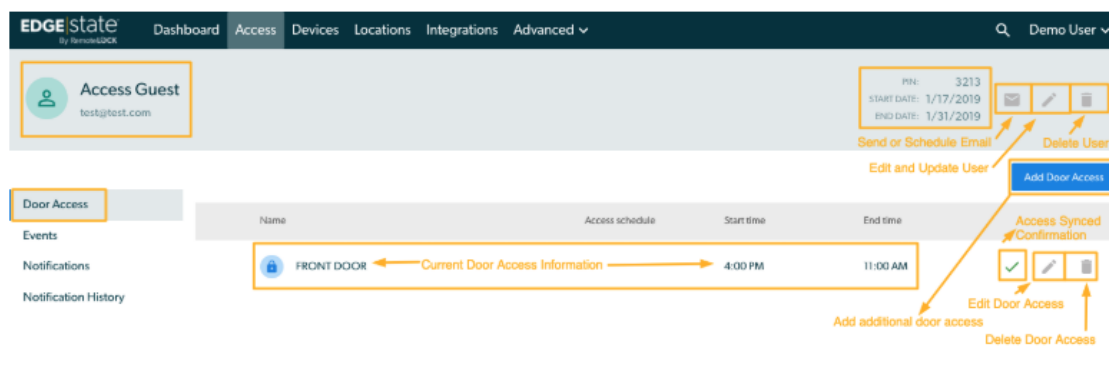 EDGE|state
By RemoteLOCK
Dashboard Access Devices Locations Integrations Advanced
Demo User
Access Guest
test@test.com
PIN: 3213
START DATE: 1/17/2019
END DATE: 1/31/2019
Send or Schedule Email
Delete User
Edit and Update User
Add Door Access
Door Access
Events
Notifications
Notification History
Name Access schedule Start time End time
Access Synced
Confirmation
FRONT DOOR Current Door Access Information 4:00 PM 11:00 AM
Edit Door Access
Add additional door access
Delete Door Access